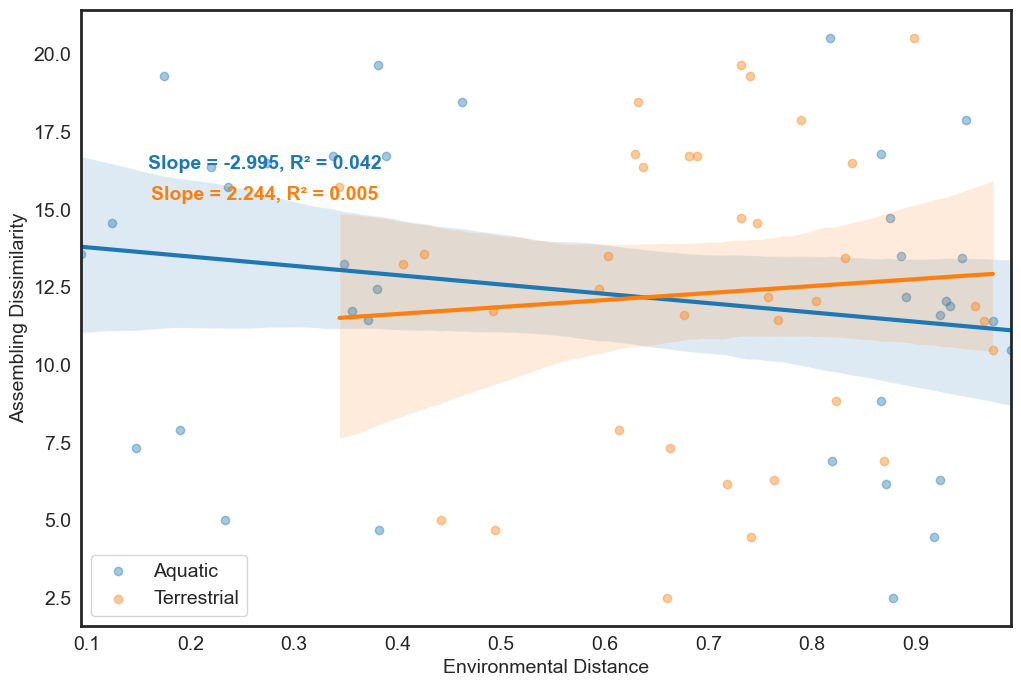 20.0
17.5
15.0
12.5
10.0
7.5
5.0
2.5
Assembling Dissimilarity
Slope = -2.995, R² = 0.042
Slope = 2.244, R² = 0.005
Aquatic
Terrestrial
0.1 0.2 0.3 0.4 0.5 0.6 0.7 0.8 0.9
Environmental Distance